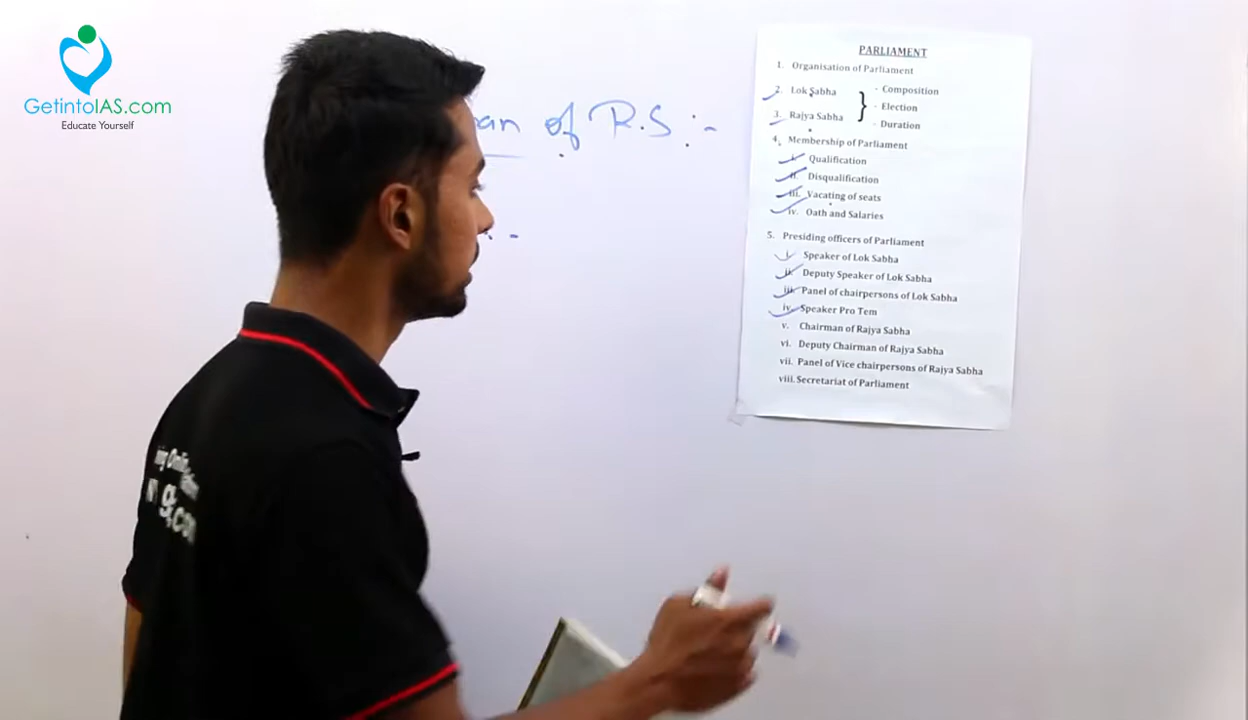 GetintoIAS.com
Educate Yourself
of R.S :-
PARLIAMENT
1. Organisation of Parliament
2. Lok Sabha
3. Rajya Sabha
- Composition
- Election
- Duration
4. Membership of Parliament
i. Qualification
ii. Disqualification
iii. Vacating of seats
iv. Oath and Salaries
5. Presiding officers of Parliament
i. Speaker of Lok Sabha
ii. Deputy Speaker of Lok Sabha
iii. Panel of chairpersons of Lok Sabha
iv. Speaker Pro Tem
v. Chairman of Rajya Sabha
vi. Deputy Chairman of Rajya Sabha
vii. Panel of Vice chairpersons of Rajya Sabha
viii. Secretariat of Parliament